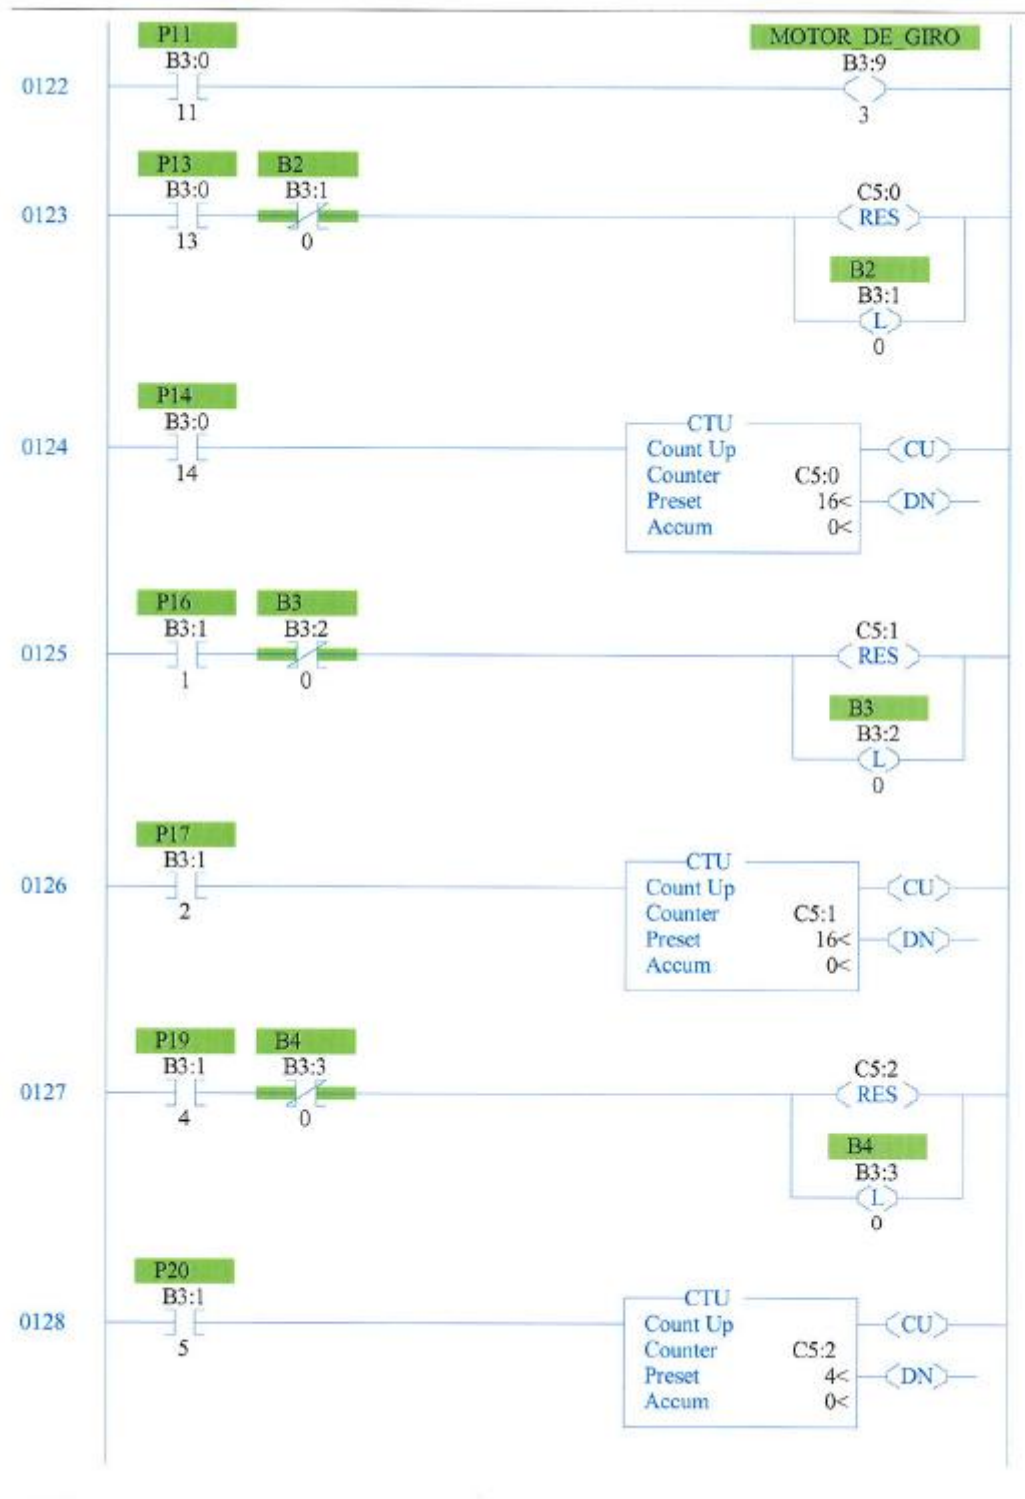 P11
MOTOR_DE_GIRO
B3:0
B3:9
0122
11
3
P13
B2
B3:0
B3:1
C5:0
0123
RES
13
0
B2
B3:1
L
0
P14
B3:0
CTU
0124
Count Up
CU
14
Counter
C5:0
Preset
16<
DN
Accum
0<
P16
B3
B3:1
B3:2
C5:1
0125
RES
1
0
B3
B3:2
L
0
P17
B3:1
CTU
0126
Count Up
CU
2
Counter
C5:1
Preset
16<
DN
Accum
0<
P19
B4
B3:1
B3:3
C5:2
0127
RES
4
0
B4
B3:3
L
0
P20
B3:1
CTU
0128
Count Up
CU
5
Counter
C5:2
Preset
4<
DN
Accum
0<